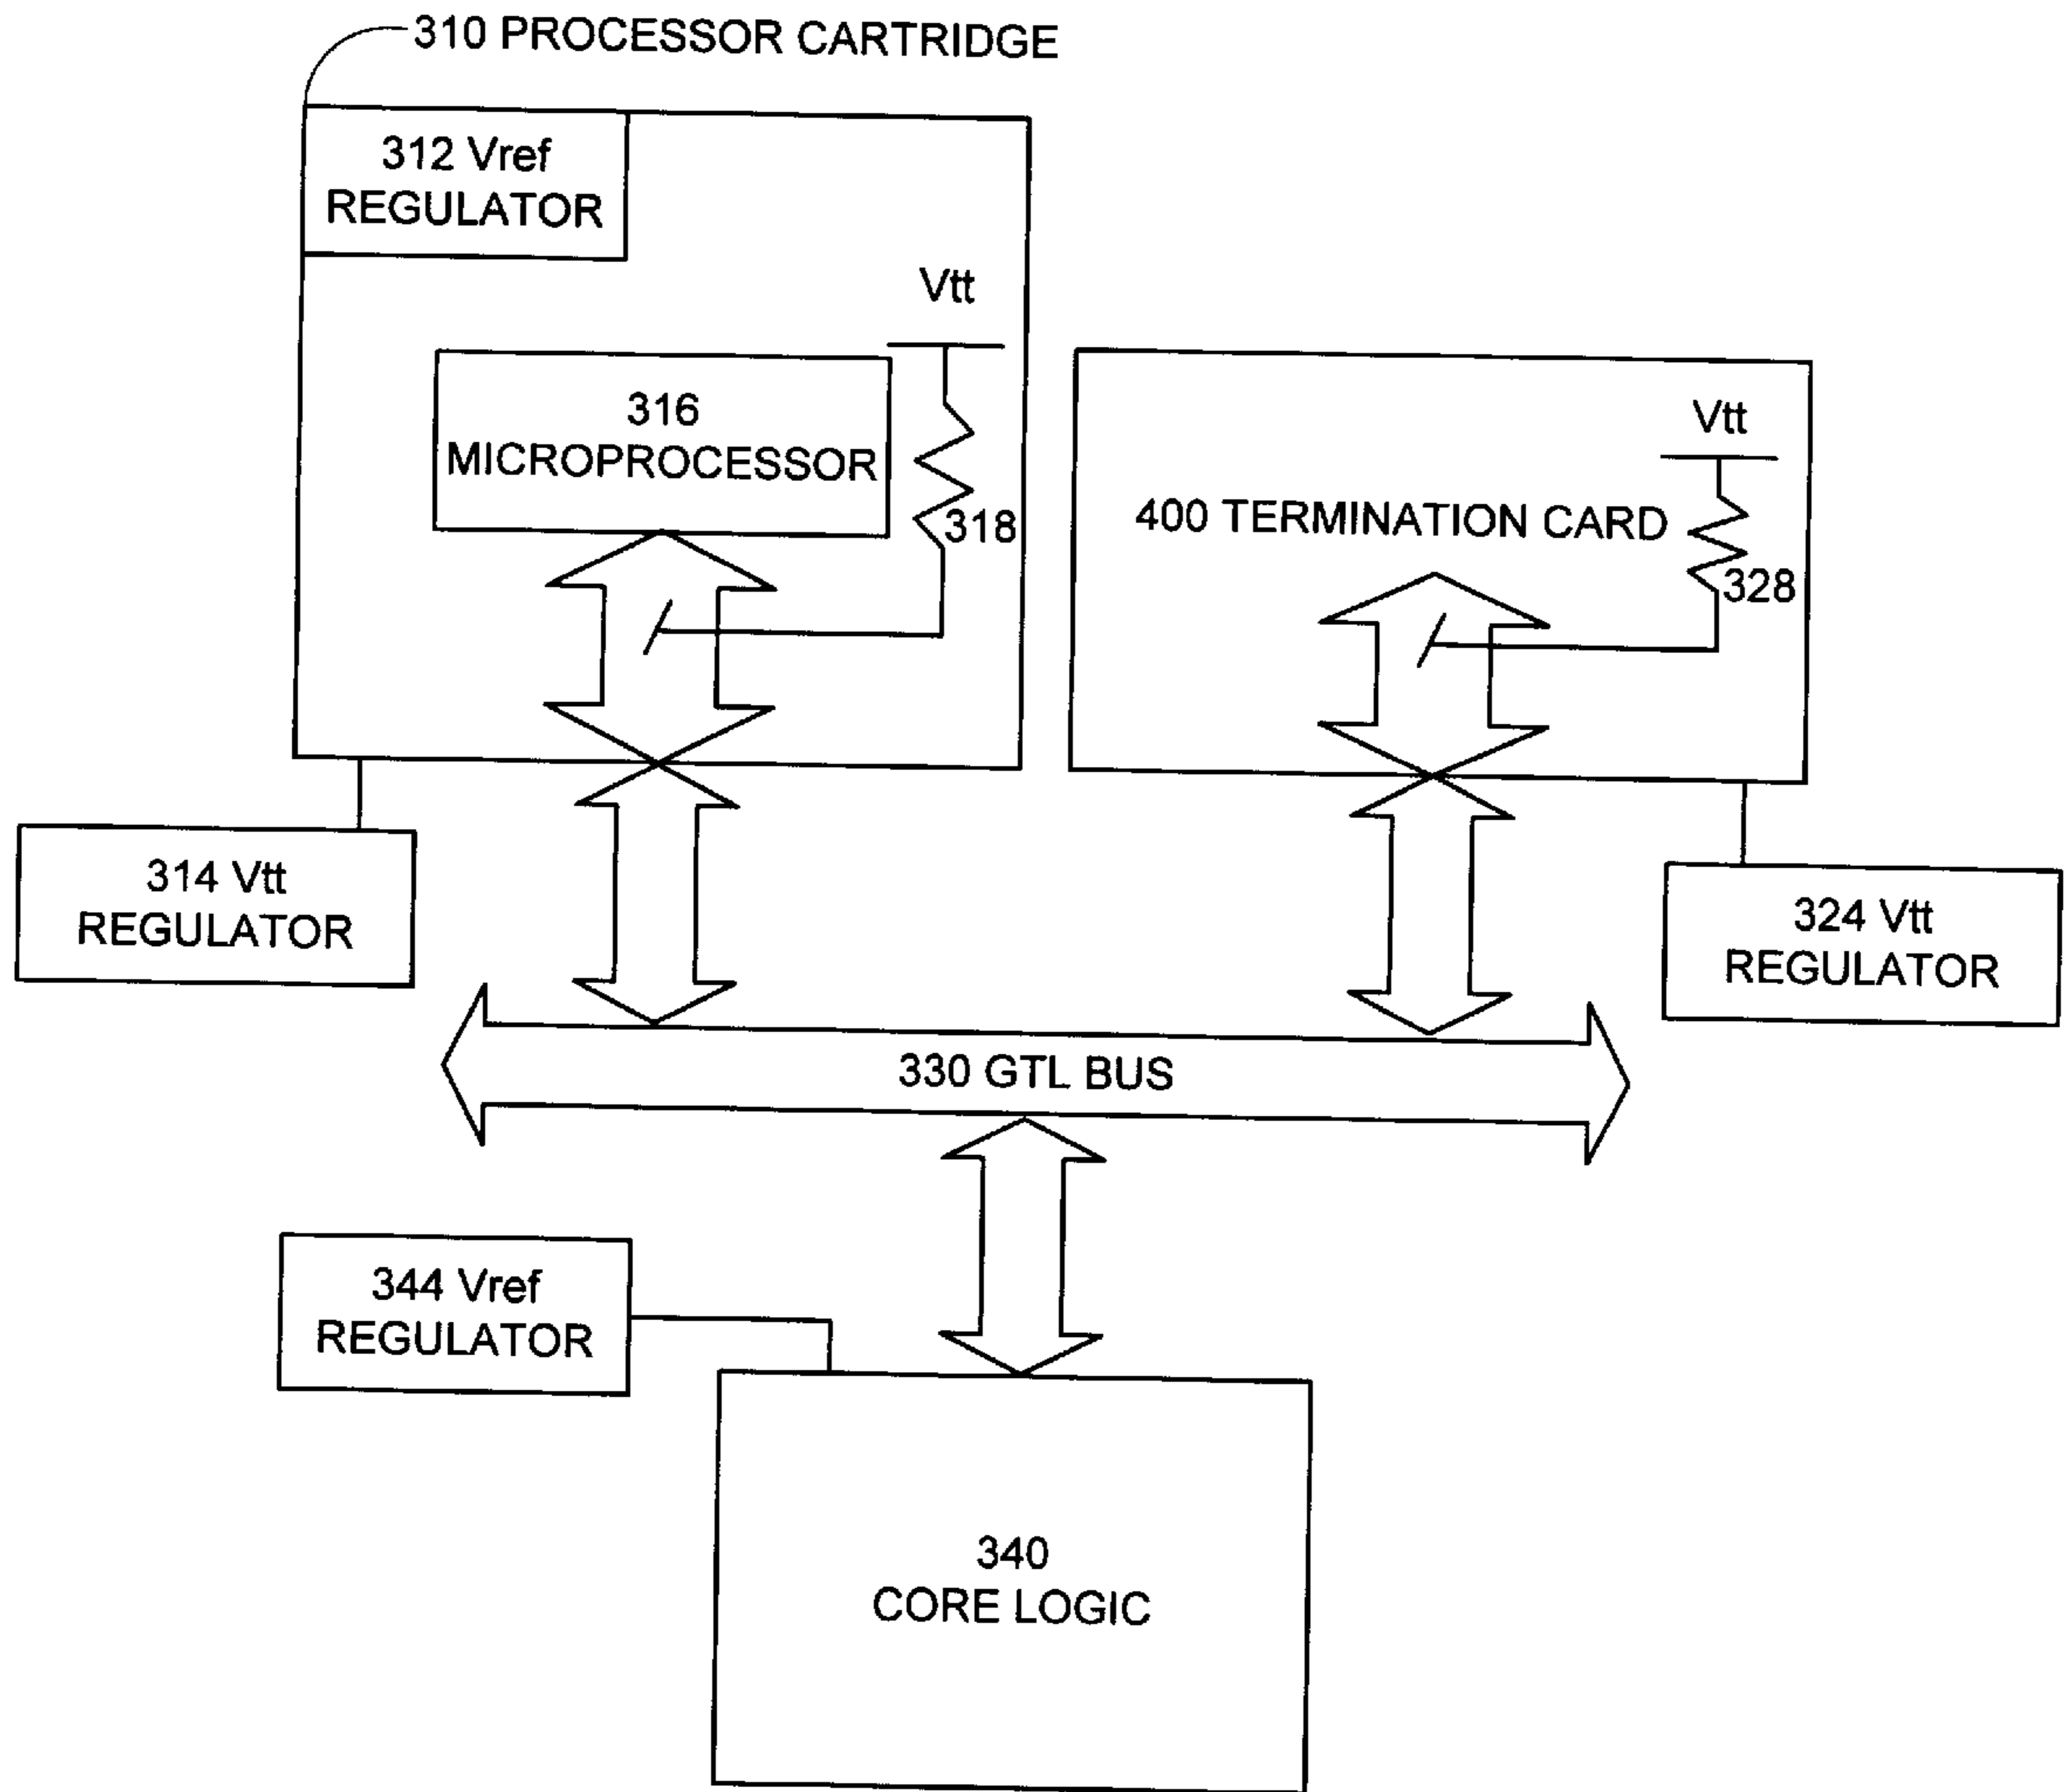 310 PROCESSOR CARTRIDGE
312 Vref
REGULATOR
Vtt
316
MICROPROCESSOR
318
Vtt
400 TERMINATION CARD
328
314 Vtt
REGULATOR
324 Vtt
REGULATOR
330 GTL BUS
344 Vref
REGULATOR
340
CORE LOGIC